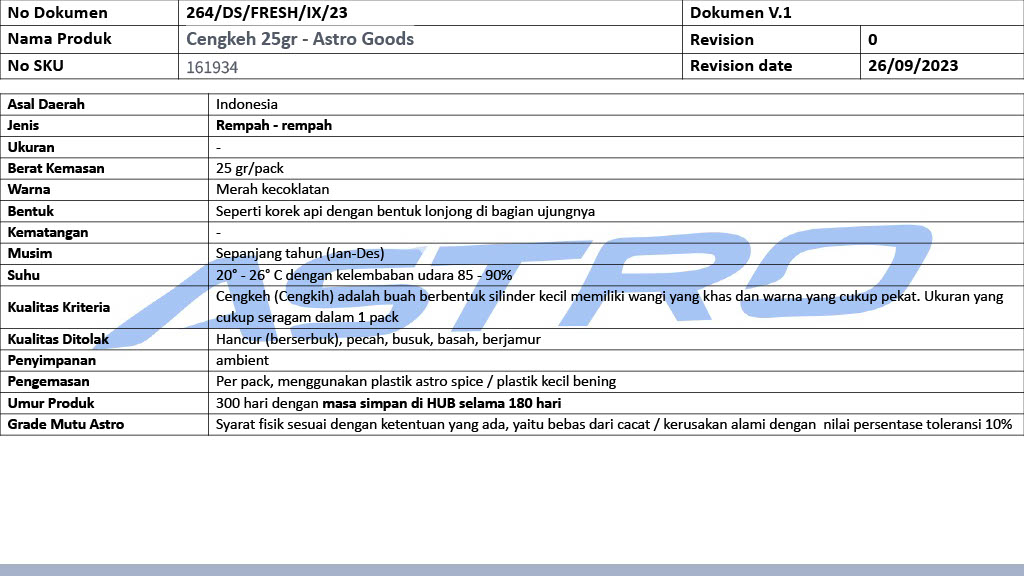 No Dokumen 264/DS/FRESH/IX/23 Dokumen V.1
Nama Produk Cengkeh 25gr - Astro Goods Revision 0
No SKU 161934 Revision date 26/09/2023
Asal Daerah Indonesia
Jenis Rempah - rempah
Ukuran -
Berat Kemasan 25 gr/pack
Warna Merah kecoklatan
Bentuk Seperti korek api dengan bentuk lonjong di bagian ujungnya
Kematangan -
Musim Sepanjang tahun (Jan-Des)
Suhu 20° - 26° C dengan kelembaban udara 85 - 90%
Kualitas Kriteria Cengkeh (Cengkih) adalah buah berbentuk silinder kecil memiliki wangi yang khas dan warna yang cukup pekat. Ukuran yang
cukup seragam dalam 1 pack
Kualitas Ditolak Hancur (berserbuk), pecah, busuk, basah, berjamur
Penyimpanan ambient
Pengemasan Per pack, menggunakan plastik astro spice / plastik kecil bening
Umur Produk 300 hari dengan masa simpan di HUB selama 180 hari
Grade Mutu Astro Syarat fisik sesuai dengan ketentuan yang ada, yaitu bebas dari cacat / kerusakan alami dengan nilai persentase toleransi 10%
ASTRO